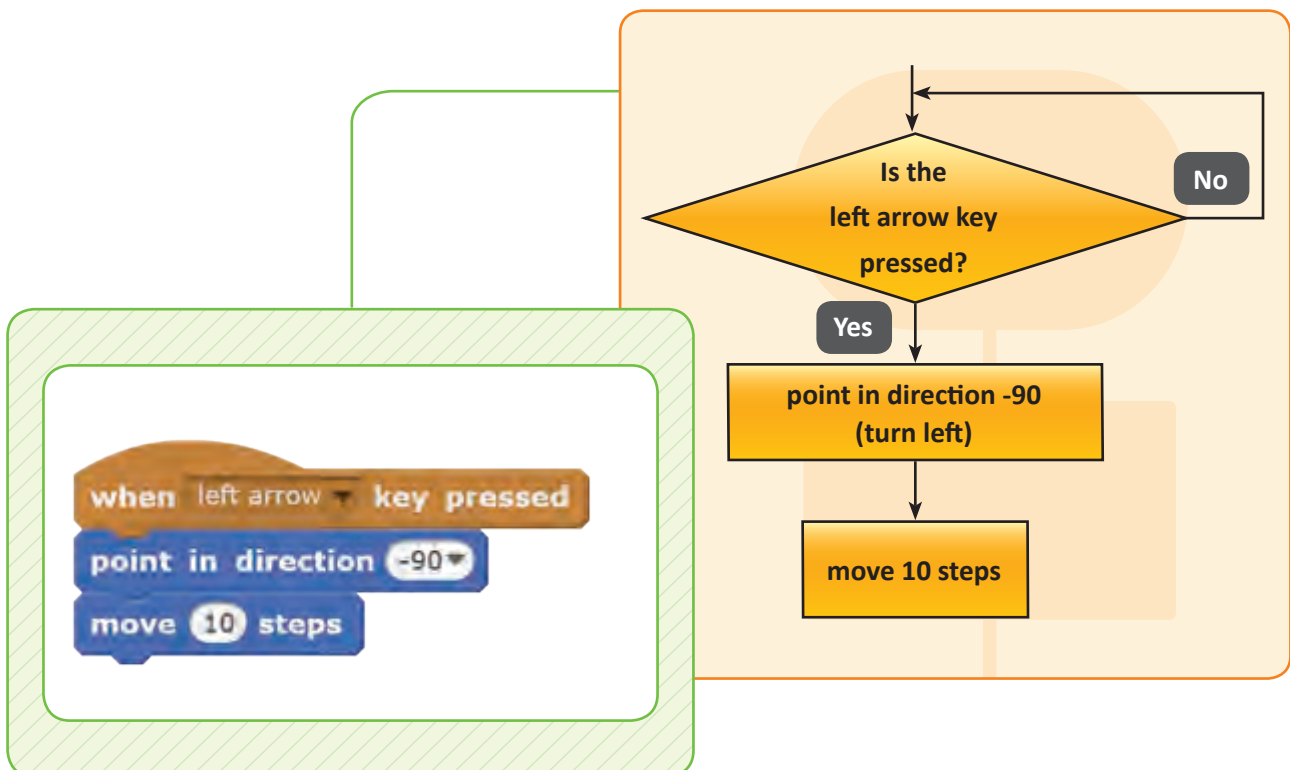 Is the
left arrow key
pressed?
No
Yes
point in direction -90
(turn left)
move 10 steps
when left arrow key pressed
point in direction -90
move 10 steps